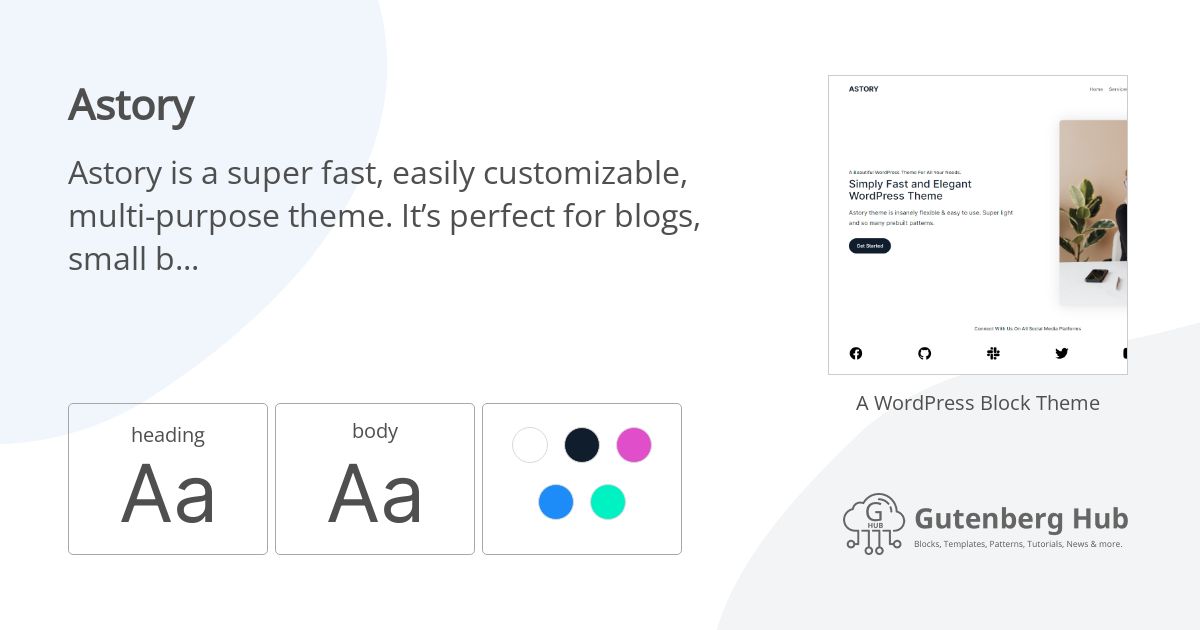 Astory
Astory is a super fast, easily customizable,
multi-purpose theme. It’s perfect for blogs,
small b...
heading
Aa
body
Aa
ASTORY
Home Services
A Beautiful WordPress Theme For All Your Needs.
Simply Fast and Elegant
WordPress Theme
Astory theme is insanely flexible & easy to use. Super light
and so many prebuilt patterns.
Get Started
Connect With Us On All Social Media Platforms
A WordPress Block Theme
G
HUB
Gutenberg Hub
Blocks, Templates, Patterns, Tutorials, News & more.